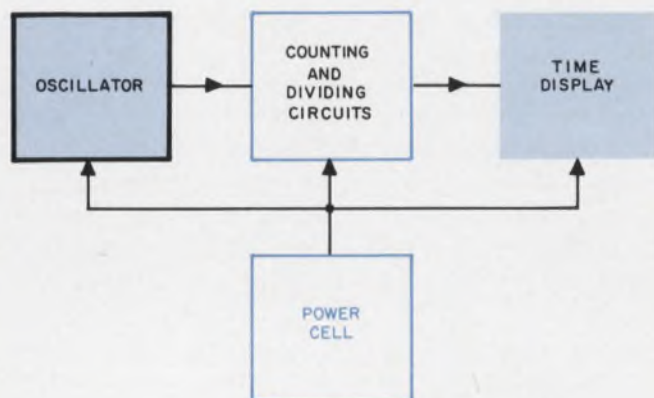 OSCILLATOR
COUNTING
AND
DIVIDING
CIRCUITS
TIME
DISPLAY
POWER
CELL